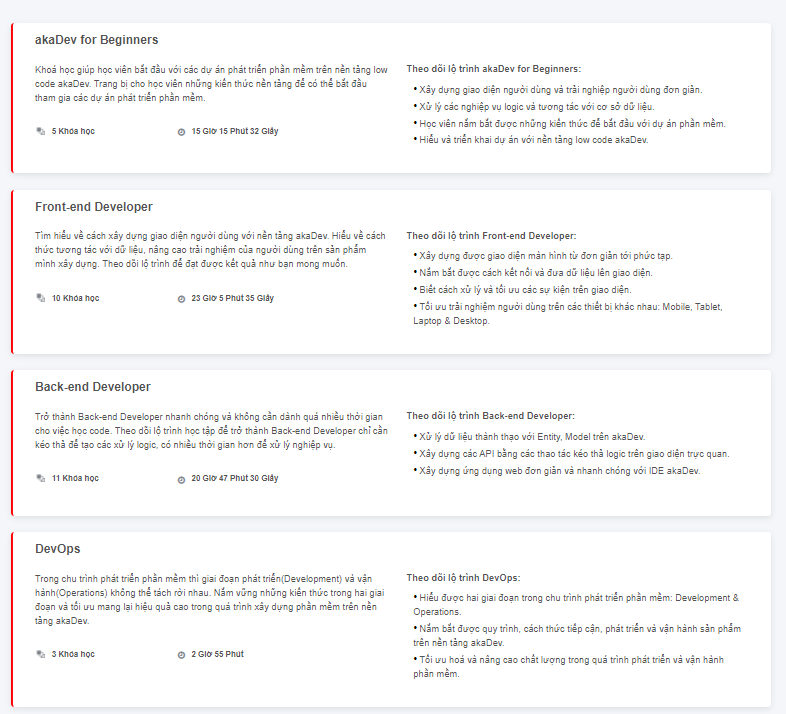 akaDev for Beginners
Khoá học giúp học viên bắt đầu với các dự án phát triển phần mềm trên nền tảng low
code akaDev. Trang bị cho học viên những kiến thức nền tảng để có thể bắt đầu
tham gia các dự án phát triển phần mềm.
5 Khóa học
15 Giờ 15 Phút 32 Giây
Theo dõi lộ trình akaDev for Beginners:
• Xây dựng giao diện người dùng và trải nghiệp người dùng đơn giản.
• Xử lý các nghiệp vụ logic và tương tác với cơ sở dữ liệu.
• Học viên nắm bắt được những kiến thức để bắt đầu với dự án phần mềm.
• Hiểu và triển khai dự án với nền tảng low code akaDev.
Front-end Developer
Tìm hiểu về cách xây dựng giao diện người dùng với nền tảng akaDev. Hiểu về cách
thức tương tác với dữ liệu, nâng cao trải nghiệm của người dùng trên sản phẩm
mình xây dựng. Theo dõi lộ trình để đạt được kết quả như bạn mong muốn.
10 Khóa học
23 Giờ 5 Phút 35 Giây
Theo dõi lộ trình Front-end Developer:
• Xây dựng được giao diện màn hình từ đơn giản tới phức tạp.
• Nắm bắt được cách kết nối và đưa dữ liệu lên giao diện.
• Biết cách xử lý và tối ưu các sự kiện trên giao diện.
• Tối ưu trải nghiệm người dùng trên các thiết bị khác nhau: Mobile, Tablet,
Laptop & Desktop.
Back-end Developer
Trở thành Back-end Developer nhanh chóng và không cần dành quá nhiều thời gian
cho việc học code. Theo dõi lộ trình học tập để trở thành Back-end Developer chỉ cần
kéo thả để tạo các xử lý logic, có nhiều thời gian hơn để xử lý nghiệp vụ.
11 Khóa học
20 Giờ 47 Phút 30 Giây
Theo dõi lộ trình Back-end Developer:
• Xử lý dữ liệu thành thạo với Entity, Model trên akaDev.
• Xây dựng các API bằng các thao tác kéo thả logic trên giao diện trực quan.
• Xây dựng ứng dụng web đơn giản và nhanh chóng với IDE akaDev.
DevOps
Trong chu trình phát triển phần mềm thì giai đoạn phát triển(Development) và vận
hành(Operations) không thể tách rời nhau. Nắm vững những kiến thức trong hai giai
đoạn và tối ưu mang lại hiệu quả cao trong quá trình xây dựng phần mềm trên nền
tảng akaDev.
3 Khóa học
2 Giờ 55 Phút
Theo dõi lộ trình DevOps:
• Hiểu được hai giai đoạn trong chu trình phát triển phần mềm: Development &
Operations.
• Nắm bắt được quy trình, cách thức tiếp cận, phát triển và vận hành sản phẩm
trên nền tảng akaDev.
• Tối ưu hoá và nâng cao chất lượng trong quá trình phát triển và vận hành
phần mềm.